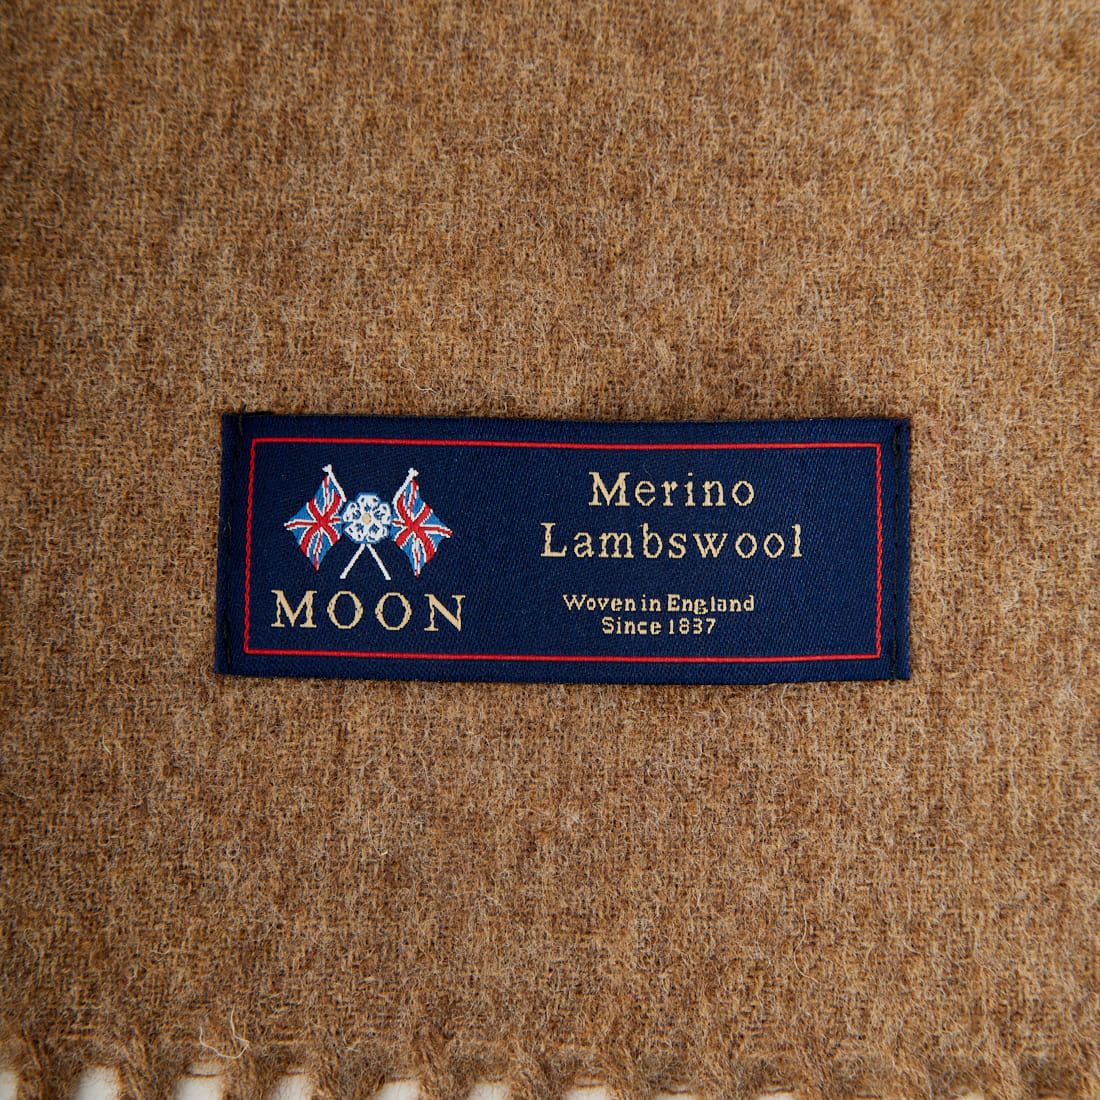 MOON
Merino
Lambswool
Woven in England
Since 1837